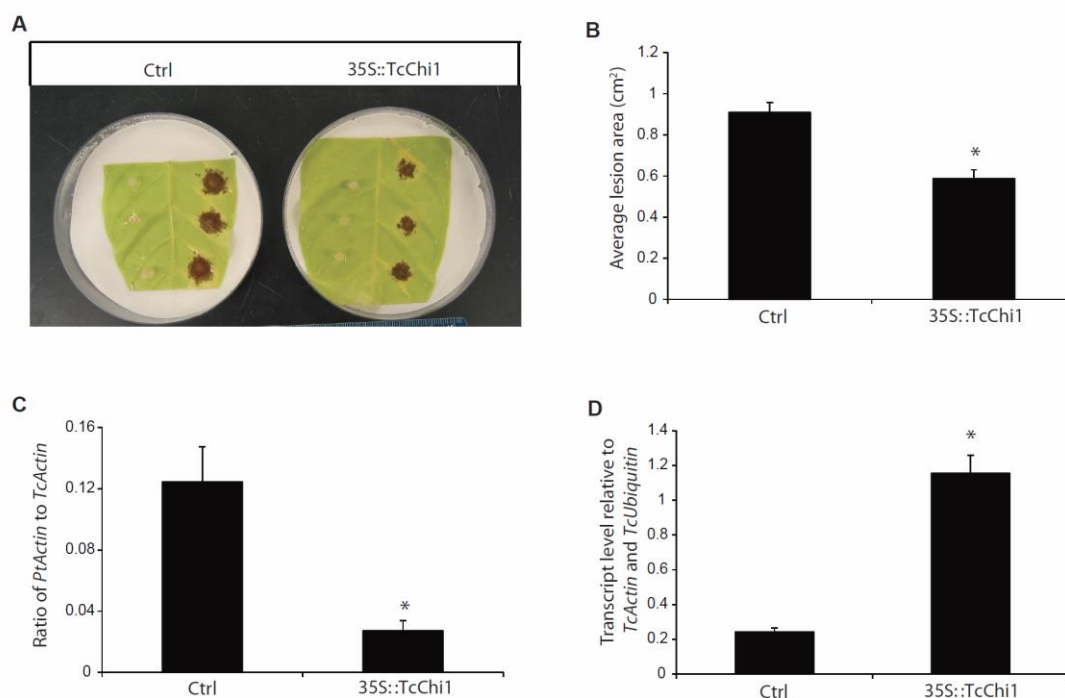 A
Ctrl 35S::TcChi1
B
Average lesion area (cm²)
1.2
1
0.8
0.6
0.4
0.2
0
*
Ctrl 35S::TcChi1
C
Ratio of PtActin to TcActin
0.16
0.12
0.08
0.04
0
*
Ctrl 35S::TcChi1
D
Transcript level relative to
TcActin and TcUbiquitin
1.4
1.2
1
0.8
0.6
0.4
0.2
0
*
Ctrl 35S::TcChi1